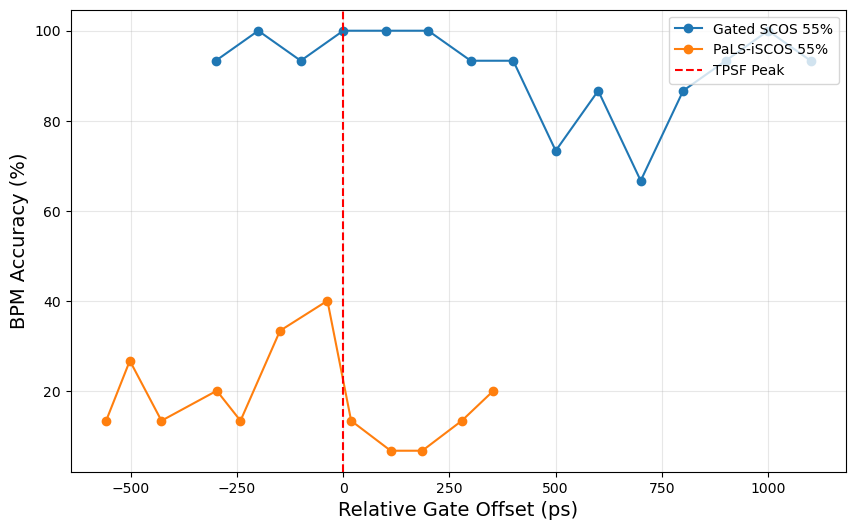 100
80
60
40
20
BPM Accuracy (%)
Gated SCOS 55%
PaLS-iSCOS 55%
TPSF Peak
−500
−250
0
250
500
750
1000
Relative Gate Offset (ps)